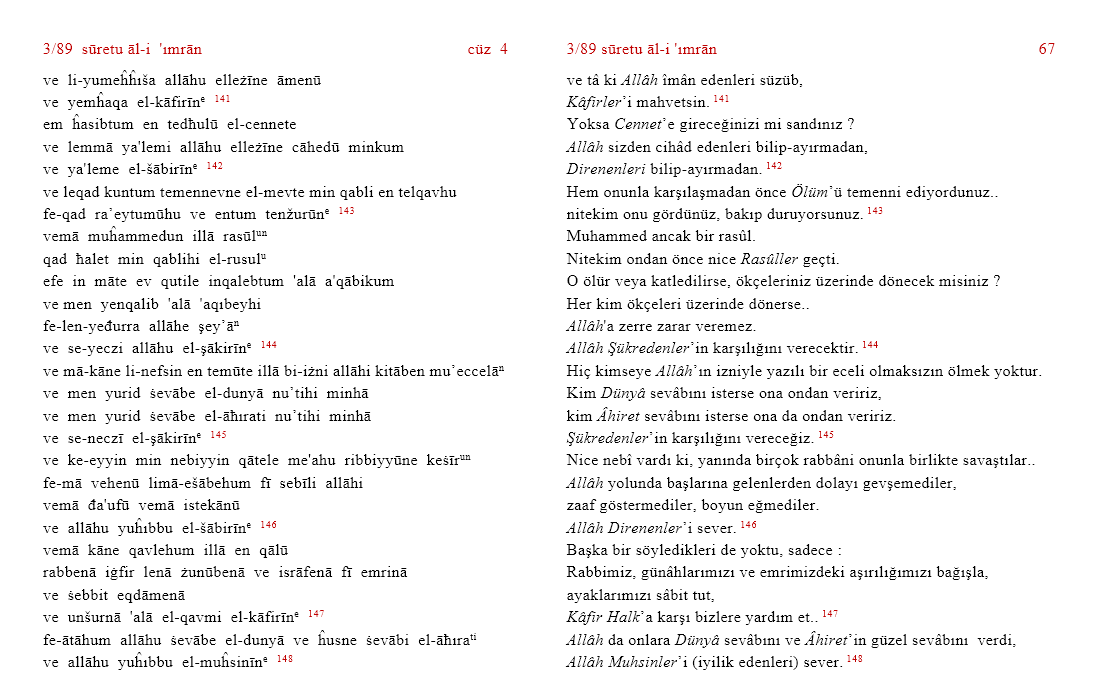 3/89 sūretu āl-i 'ımrān cüz 4
ve li-yumeĥĥıša allāhu elleżīne āmenū
ve yemĥaqa el-kāfirīnᵉ 141
em ĥasibtum en tedħulū el-cennete
ve lemmā ya'lemi allāhu elleżīne cāhedū minkum
ve ya'leme el-šābirīnᵉ 142
ve leqad kuntum temennevne el-mevte min qabli en telqavhu
fe-qad ra’eytumūhu ve entum tenžurūnᵉ 143
vemā muĥammedun illā rasūlᵘⁿ
qad ħalet min qablihi el-rusulᵘ
efe in māte ev qutile inqalebtum 'alā a'qābikum
ve men yenqalib 'alā 'aqıbeyhi
fe-len-yeđurra allāhe şey’āⁿ
ve se-yeczi allāhu el-şākirīnᵉ 144
ve mā-kāne li-nefsin en temūte illā bi-iżni allāhi kitāben mu’eccelāⁿ
ve men yurid ŝevābe el-dunyā nu’tihi minhā
ve men yurid ŝevābe el-āħırati nu’tihi minhā
ve se-neczī el-şākirīnᵉ 145
ve ke-eyyin min nebiyyin qātele me'ahu ribbiyyūne keŝīrᵘⁿ
fe-mā vehenū limā-ešābehum fī sebīli allāhi
vemā đa'ufū vemā istekānū
ve allāhu yuĥıbbu el-šābirīnᵉ 146
vemā kāne qavlehum illā en qālū
rabbenā iġfir lenā żunūbenā ve isrāfenā fī emrinā
ve ŝebbit eqdāmenā
ve unšurnā 'alā el-qavmi el-kāfirīnᵉ 147
fe-ātāhum allāhu ŝevābe el-dunyā ve ĥusne ŝevābi el-āħıraᵗⁱ
ve allāhu yuĥıbbu el-muĥsinīnᵉ 148
3/89 sūretu āl-i 'ımrān 67
ve tâ ki Allâh îmân edenleri süzüb,
Kâfirler’i mahvetsin. 141
Yoksa Cennet’e gireceğinizi mi sandınız ?
Allâh sizden cihâd edenleri bilip-ayırmadan,
Direnenleri bilip-ayırmadan. 142
Hem onunla karşılaşmadan önce Ölüm’ü temenni ediyordunuz..
nitekim onu gördünüz, bakıp duruyorsunuz. 143
Muhammed ancak bir rasûl.
Nitekim ondan önce nice Rasûller geçti.
O ölür veya katledilirse, ökçeleriniz üzerinde dönecek misiniz ?
Her kim ökçeleri üzerinde dönerse..
Allâh'a zerre zarar veremez.
Allâh Şükredenler’in karşılığını verecektir. 144
Hiç kimseye Allâh’ın izniyle yazılı bir eceli olmaksızın ölmek yoktur.
Kim Dünyâ sevâbını isterse ona ondan veririz,
kim Âhiret sevâbını isterse ona da ondan veririz.
Şükredenler’in karşılığını vereceğiz. 145
Nice nebî vardı ki, yanında birçok rabbâni onunla birlikte savaştılar..
Allâh yolunda başlarına gelenlerden dolayı gevşemediler,
zaaf göstermediler, boyun eğmediler.
Allâh Direnenler’i sever. 146
Başka bir söyledikleri de yoktu, sadece :
Rabbimiz, günâhlarımızı ve emrimizdeki aşırılığımızı bağışla,
ayaklarımızı sâbit tut,
Kâfir Halk’a karşı bizlere yardım et.. 147
Allâh da onlara Dünyâ sevâbını ve Âhiret’in güzel sevâbını verdi,
Allâh Muhsinler’i (iyilik edenleri) sever. 148